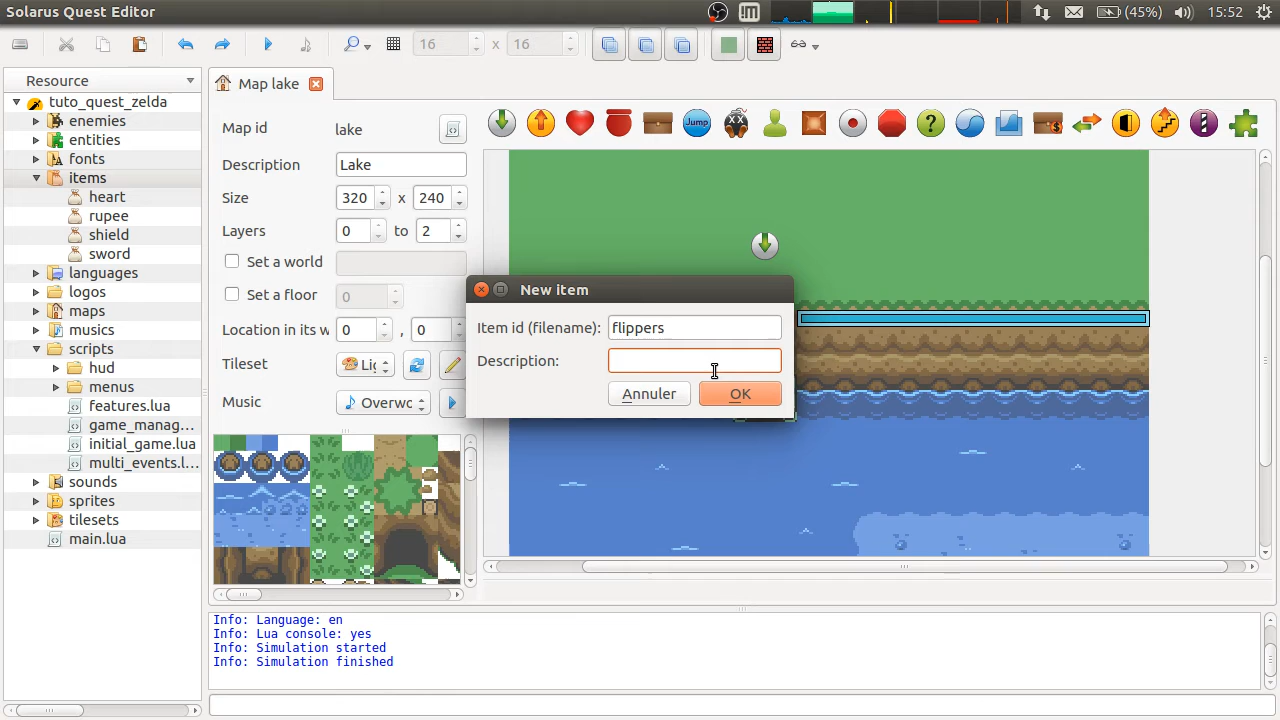 Solarus Quest Editor
(45%) 15:52
16 x 16
Resource
Map lake
tuto_quest_zelda
enemies
entities
fonts
items
heart
rupee
shield
sword
languages
logos
maps
musics
scripts
hud
menus
features.lua
game_manag...
initial_game.lua
multi_events.l...
sounds
sprites
tilesets
main.lua
Map id lake
Description Lake
Size 320 x 240
Layers 0 to 2
Set a world
Set a floor 0
Location in its w 0 , 0
Tileset Lig
Music Overwo
Jump
New item
Item id (filename): flippers
Description:
Annuler OK
Info: Language: en
Info: Lua console: yes
Info: Simulation started
Info: Simulation finished